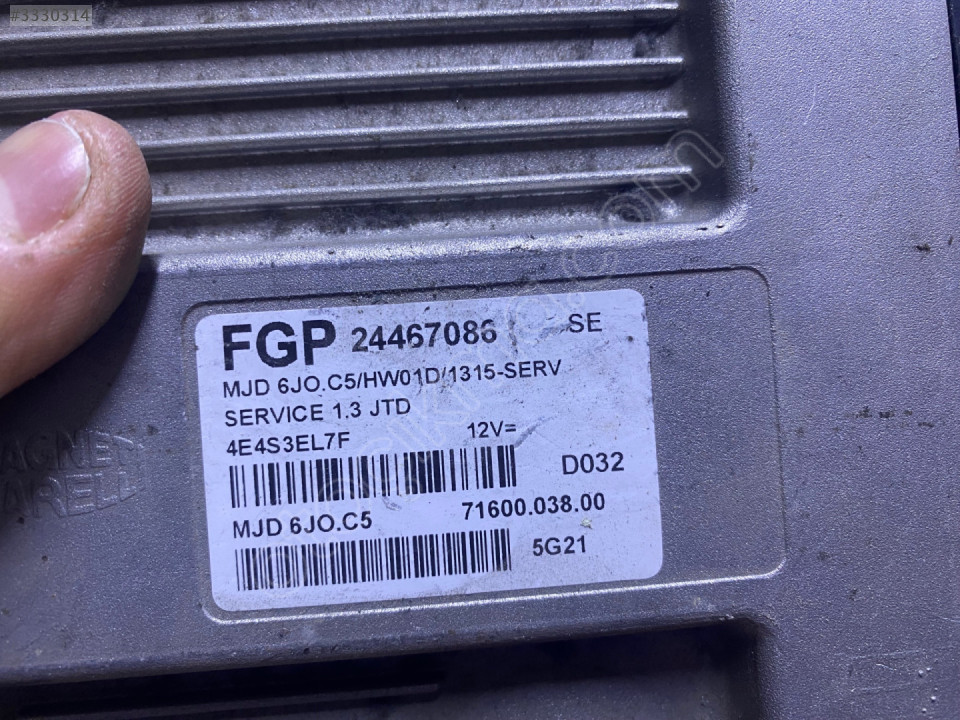 #3330314
FGP 24467086 SE
MJD 6JO.C5/HW01D/1315-SERV
SERVICE 1.3 JTD
4E4S3EL7F 12V=
D032
MJD 6JO.C5 71600.038.00
5G21